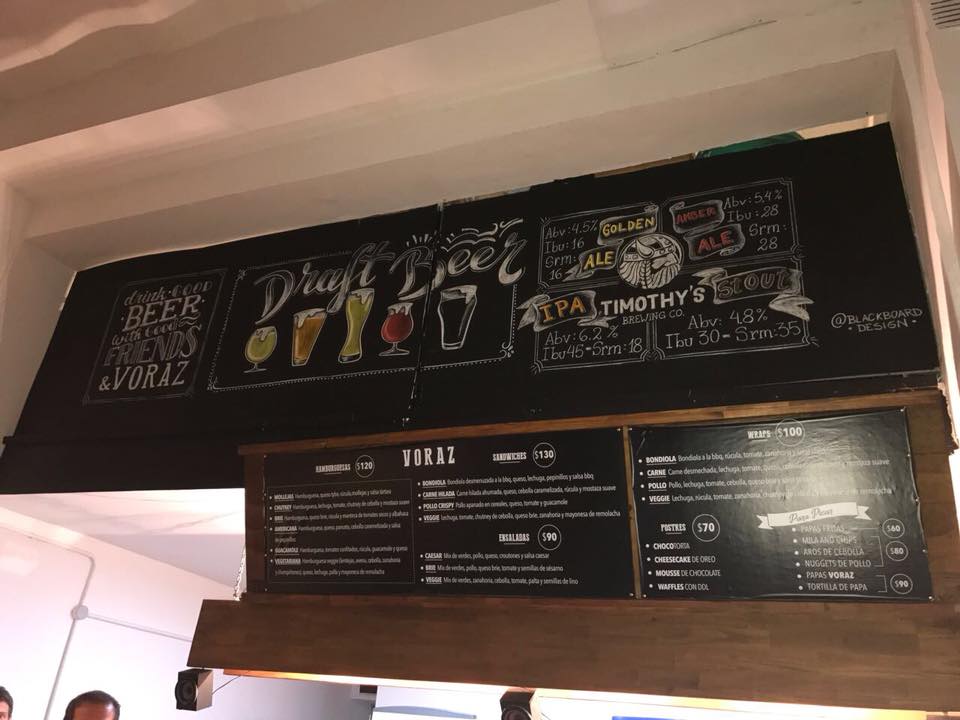 drink GOOD
BEER
with Good
FRIENDS
& VORAZ
Draft Beer
Abv: 4.5%
Ibu: 16
Srm:
16
GOLDEN
ALE
AMBER
ALE
Abv: 5,4%
Ibu: 28
Srm:
28
IPA
Abv: 6.2%
Ibu 45 - Srm: 18
TIMOTHY'S
BREWING CO.
STOUT
Abv: 4.8%
Ibu 30 - Srm: 35
@BLACKBOARD
· DESIGN ·
VORAZ
HAMBURGUESAS $120
MOLLEJAS Hamburguesa, queso tybo, rúcula, mollejas y salsa tártara
CHUTNEY Hamburguesa, lechuga, tomate, chutney de cebolla y mostaza suave
BRIE Hamburguesa, queso brie, rúcula y manteca de tomates secos y albahaca
AMERICANA Hamburguesa, queso, panceta, cebolla caramelizada y salsa
de pepinillos
GUACAMOLE Hamburguesa, tomates confitados, rúcula, guacamole y queso
VEGETARIANA Hamburguesa veggie (lentejas, avena, cebolla, zanahoria
y champiñones), queso, lechuga, palta y mayonesa de remolacha
SANDWICHES $130
BONDIOLA Bondiola desmenuzada a la bbq, queso, lechuga, pepinillos y salsa bbq
CARNE HILADA Carne hilada ahumada, queso, cebolla caramelizada, rúcula y mostaza suave
POLLO CRISPY Pollo apanado en cereales, queso, tomate y guacamole
VEGGIE Lechuga, tomate, chutney de cebolla, queso brie, zanahoria y mayonesa de remolacha
ENSALADAS $90
CAESAR Mix de verdes, pollo, queso, croutones y salsa caesar
BRIE Mix de verdes, pollo, queso brie, tomate y semillas de sésamo
VEGGIE Mix de verdes, zanahoria, cebolla, tomate, palta y semillas de lino
WRAPS $100
BONDIOLA Bondiola a la bbq, rúcula, tomate,
CARNE Carne desmechada, lechuga, tomate, queso, mostaza suave
POLLO Pollo, lechuga, tomate, cebolla, queso brie y
VEGGIE Lechuga, rúcula, tomate, zanahoria, remolacha
POSTRES $70
CHOCOTORTA
CHEESECAKE DE OREO
MOUSSE DE CHOCOLATE
WAFFLES CON DDL
Para Picar
PAPAS FRITAS $60
MILA AND CHIPS
AROS DE CEBOLLA $80
NUGGETS DE POLLO
PAPAS VORAZ
TORTILLA DE PAPA $90